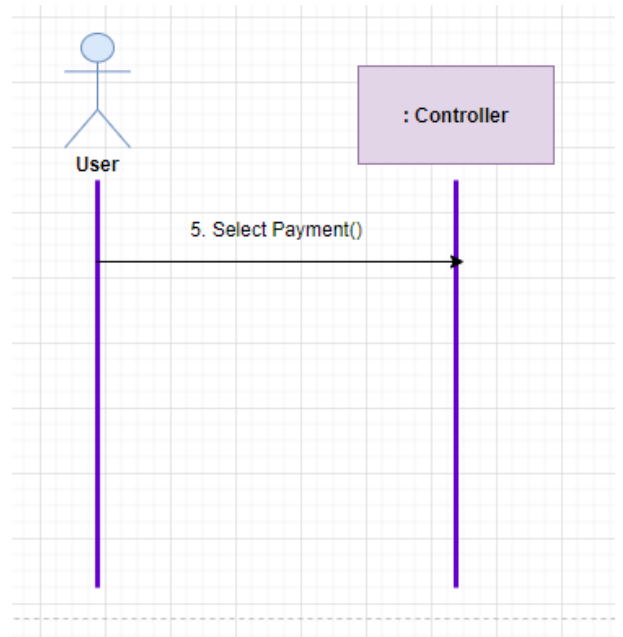 : Controller
User
5. Select Payment()